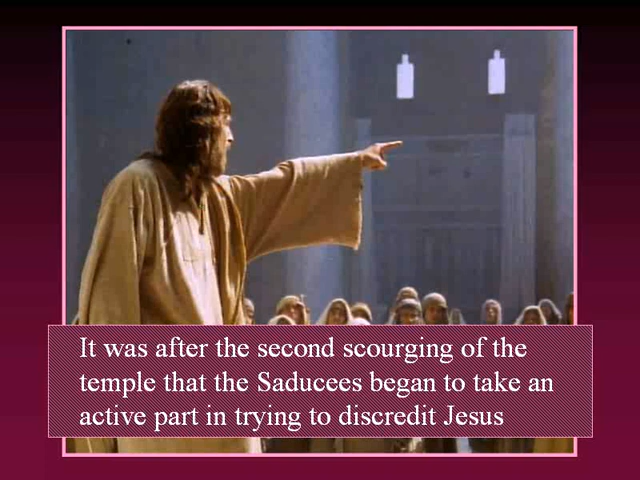 It was after the second scourging of the
temple that the Saducees began to take an
active part in trying to discredit Jesus